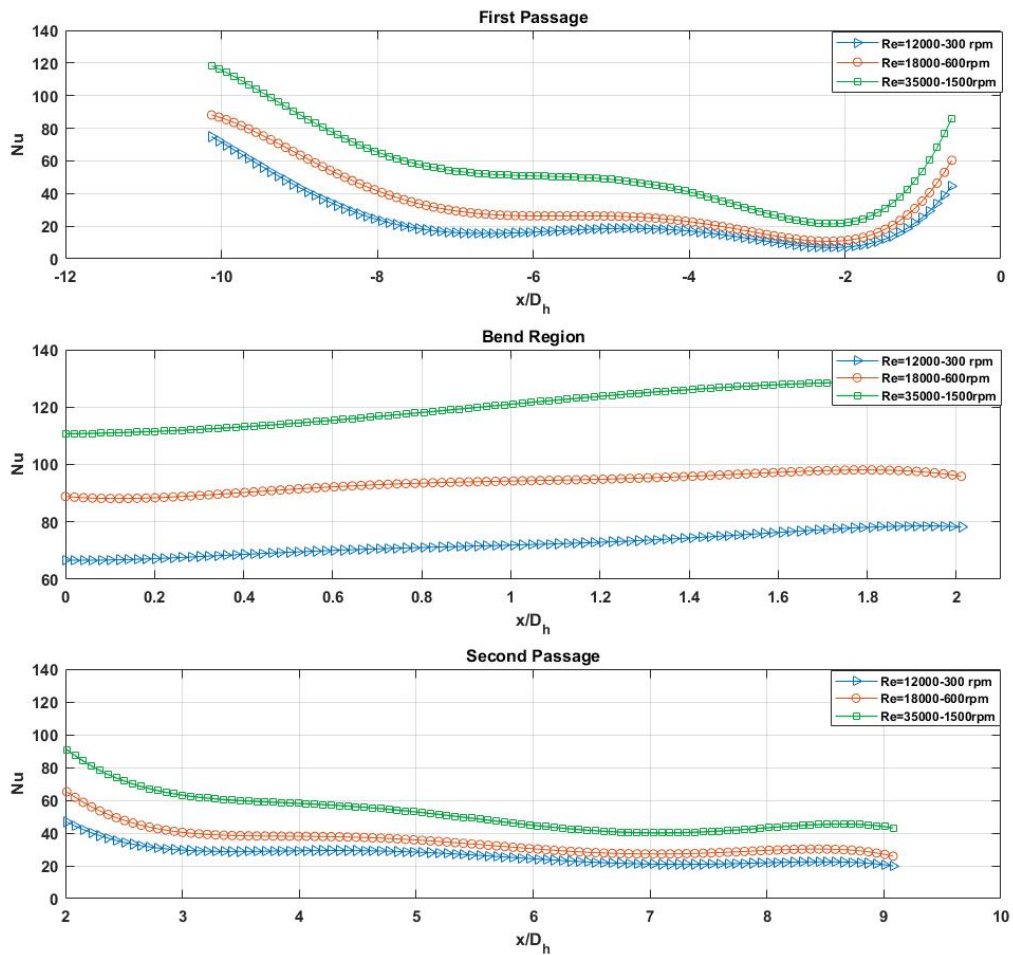 First Passage
140
120
100
80
60
40
20
0
Nu
Re=12000-300 rpm
Re=18000-600rpm
Re=35000-1500rpm
-12 -10 -8 -6 -4 -2 0
x/D_h
Bend Region
140
120
100
80
60
Nu
Re=12000-300 rpm
Re=18000-600rpm
Re=35000-1500rpm
0 0.2 0.4 0.6 0.8 1 1.2 1.4 1.6 1.8 2
x/D_h
Second Passage
140
120
100
80
60
40
20
0
Nu
Re=12000-300 rpm
Re=18000-600rpm
Re=35000-1500rpm
2 3 4 5 6 7 8 9 10
x/D_h